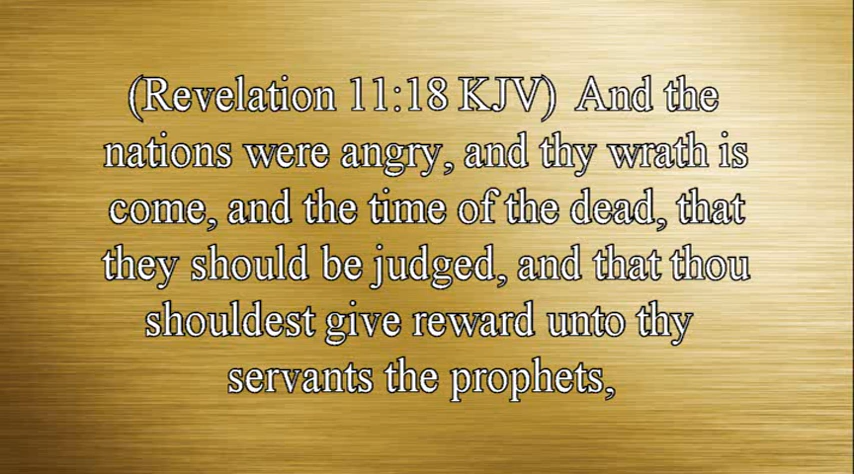 (Revelation 11:18 KJV)  And the
nations were angry, and thy wrath is
come, and the time of the dead, that
they should be judged, and that thou
shouldest give reward unto thy
servants the prophets,